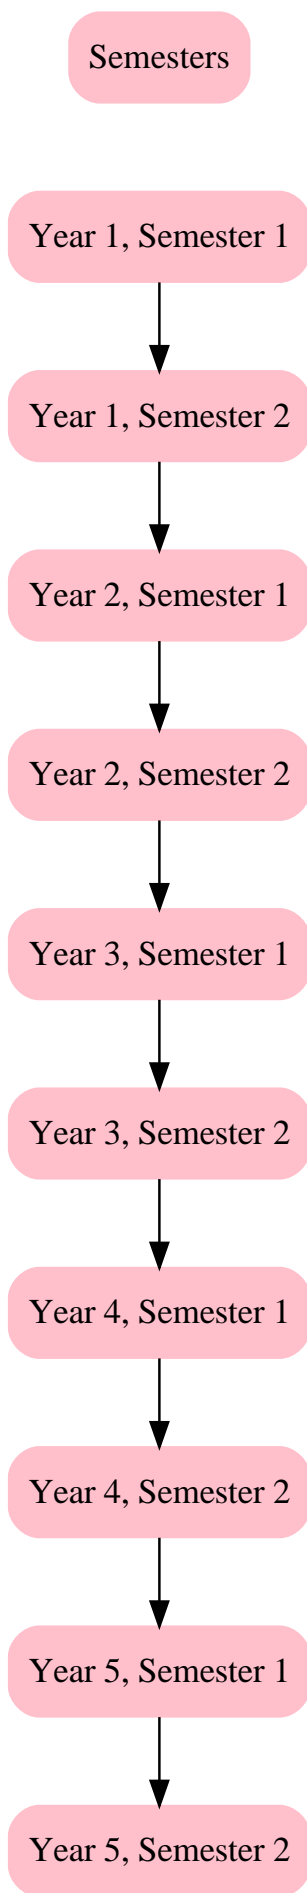 Semesters
Year 1, Semester 1
Year 1, Semester 2
Year 2, Semester 1
Year 2, Semester 2
Year 3, Semester 1
Year 3, Semester 2
Year 4, Semester 1
Year 4, Semester 2
Year 5, Semester 1
Year 5, Semester 2